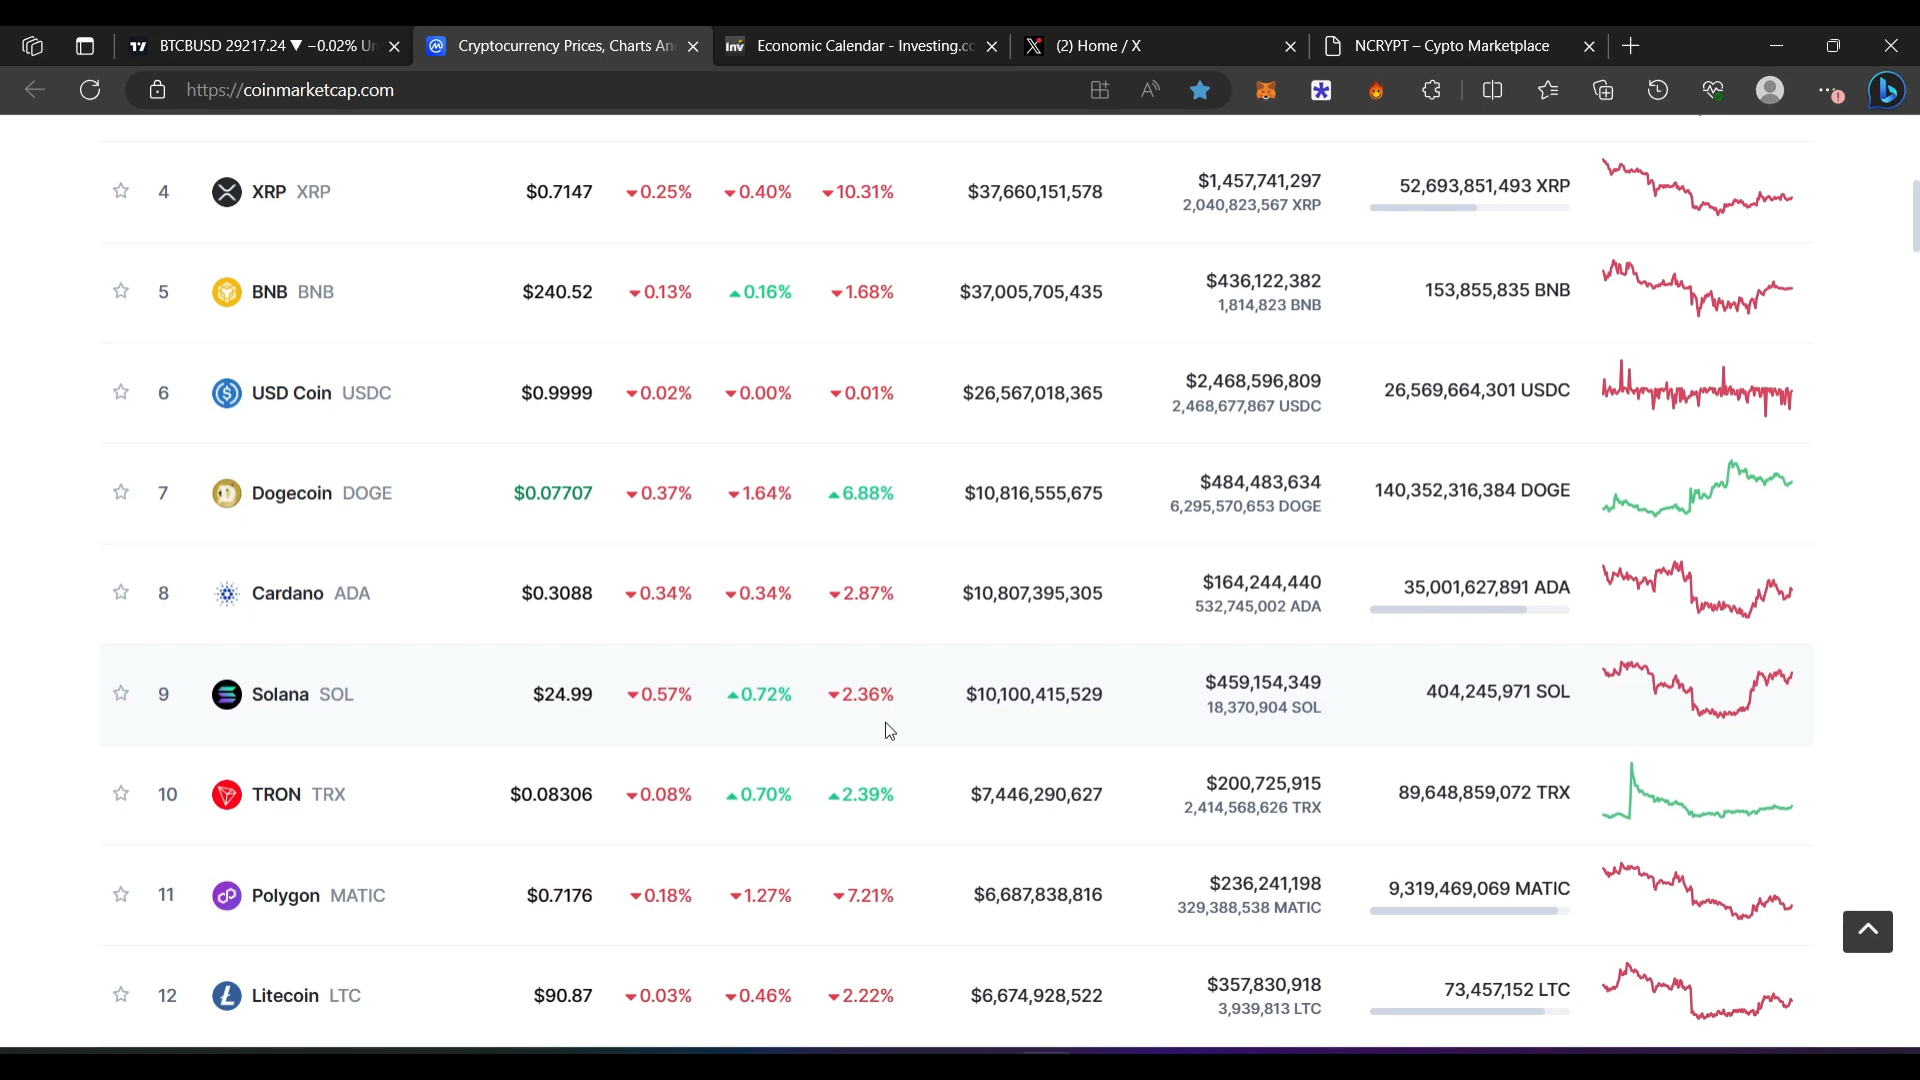 BTCBUSD 29217.24 ▼ −0.02% Ur
Cryptocurrency Prices, Charts An
Inv Economic Calendar - Investing.cc
(2) Home / X
NCRYPT – Cypto Marketplace
https://coinmarketcap.com
4 XRP XRP $0.7147 ▼0.25% ▼0.40% ▼10.31% $37,660,151,578 $1,457,741,297 52,693,851,493 XRP
2,040,823,567 XRP
5 BNB BNB $240.52 ▼0.13% ▲0.16% ▼1.68% $37,005,705,435 $436,122,382 153,855,835 BNB
1,814,823 BNB
6 USD Coin USDC $0.9999 ▼0.02% ▼0.00% ▼0.01% $26,567,018,365 $2,468,596,809 26,569,664,301 USDC
2,468,677,867 USDC
7 Dogecoin DOGE $0.07707 ▼0.37% ▼1.64% ▲6.88% $10,816,555,675 $484,483,634 140,352,316,384 DOGE
6,295,570,653 DOGE
8 Cardano ADA $0.3088 ▼0.34% ▼0.34% ▼2.87% $10,807,395,305 $164,244,440 35,001,627,891 ADA
532,745,002 ADA
9 Solana SOL $24.99 ▼0.57% ▲0.72% ▼2.36% $10,100,415,529 $459,154,349 404,245,971 SOL
18,370,904 SOL
10 TRON TRX $0.08306 ▼0.08% ▲0.70% ▲2.39% $7,446,290,627 $200,725,915 89,648,859,072 TRX
2,414,568,626 TRX
11 Polygon MATIC $0.7176 ▼0.18% ▼1.27% ▼7.21% $6,687,838,816 $236,241,198 9,319,469,069 MATIC
329,388,538 MATIC
12 Litecoin LTC $90.87 ▼0.03% ▼0.46% ▼2.22% $6,674,928,522 $357,830,918 73,457,152 LTC
3,939,813 LTC